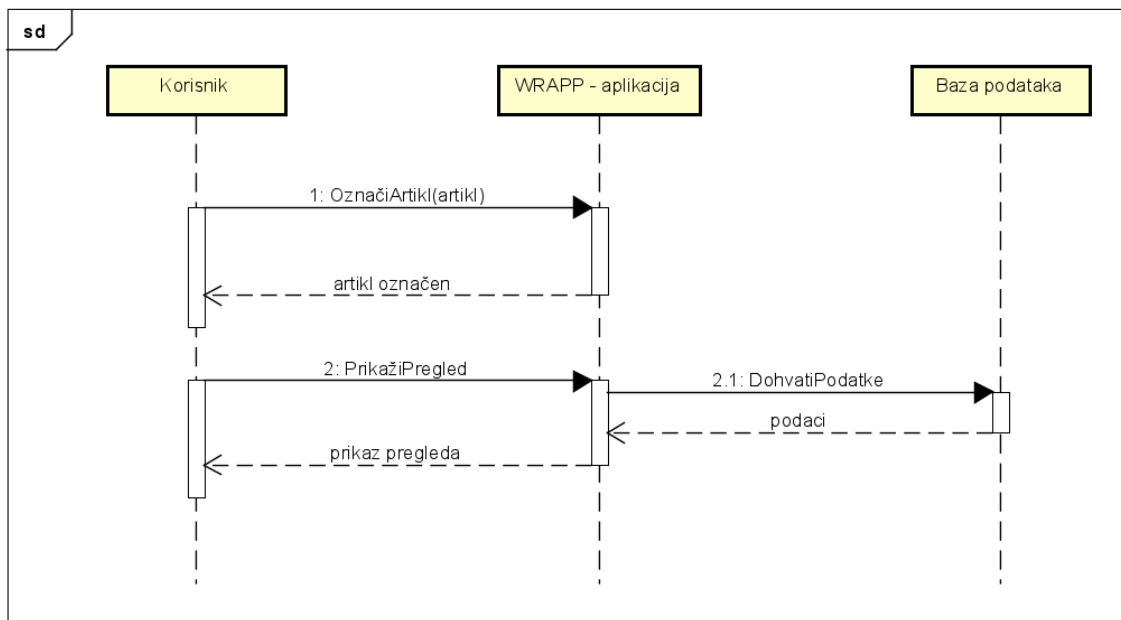 sd
Korisnik
WRAPP - aplikacija
Baza podataka
1: OznačiArtikl(artikl)
artikl označen
2: PrikažiPregled
2.1: DohvatiPodatke
podaci
prikaz pregleda